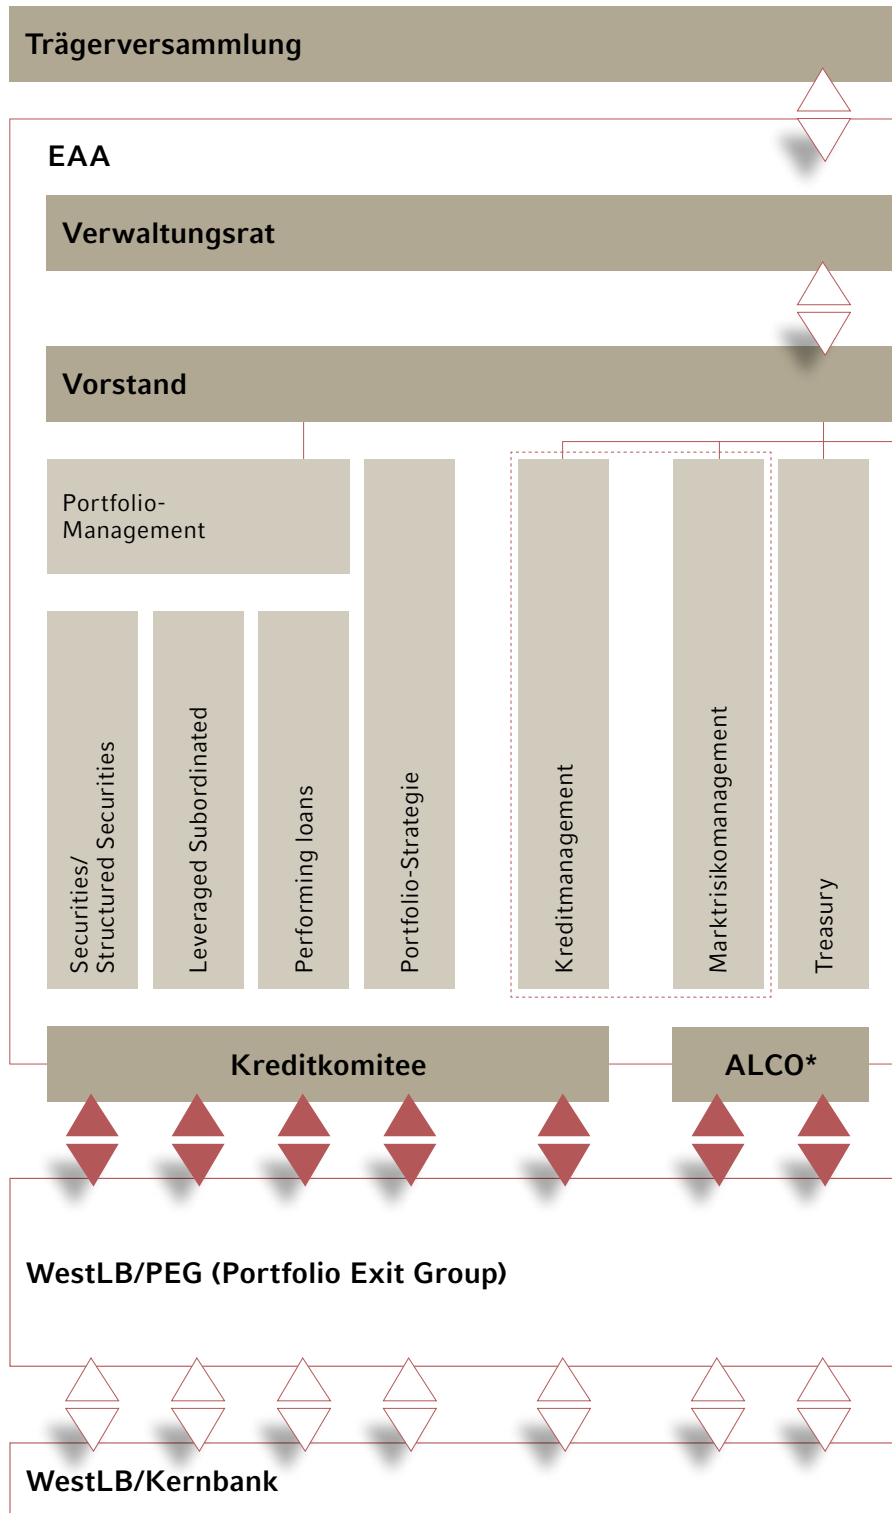 Trägerversammlung
EAA
Verwaltungsrat
Vorstand
Portfolio-
Management
Securities/
Structured Securities
Leveraged Subordinated
Performing loans
Portfolio-Strategie
Kreditmanagement
Marktrisikomanagement
Treasury
Kreditkomitee
ALCO*
WestLB/PEG (Portfolio Exit Group)
WestLB/Kernbank